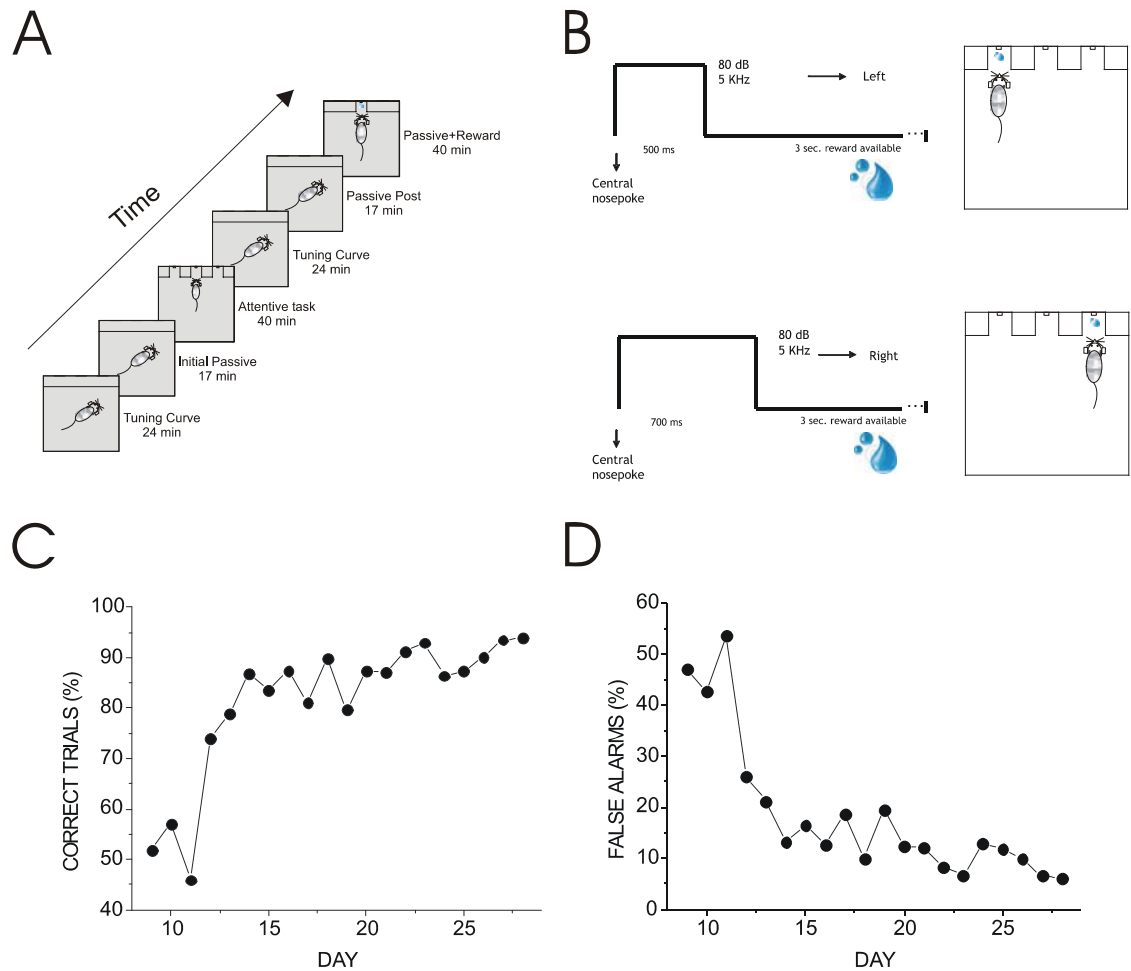 A
Time
Passive+Reward
40 min
Passive Post
17 min
Tuning Curve
24 min
Attentive task
40 min
Initial Passive
17 min
Tuning Curve
24 min
B
80 dB
5 KHz
Left
500 ms
3 sec. reward available
Central
nosepoke
80 dB
5 KHz
Right
700 ms
3 sec. reward available
Central
nosepoke
C
CORRECT TRIALS (%)
100
90
80
70
60
50
40
10
15
20
25
DAY
D
FALSE ALARMS (%)
60
50
40
30
20
10
0
10
15
20
25
DAY